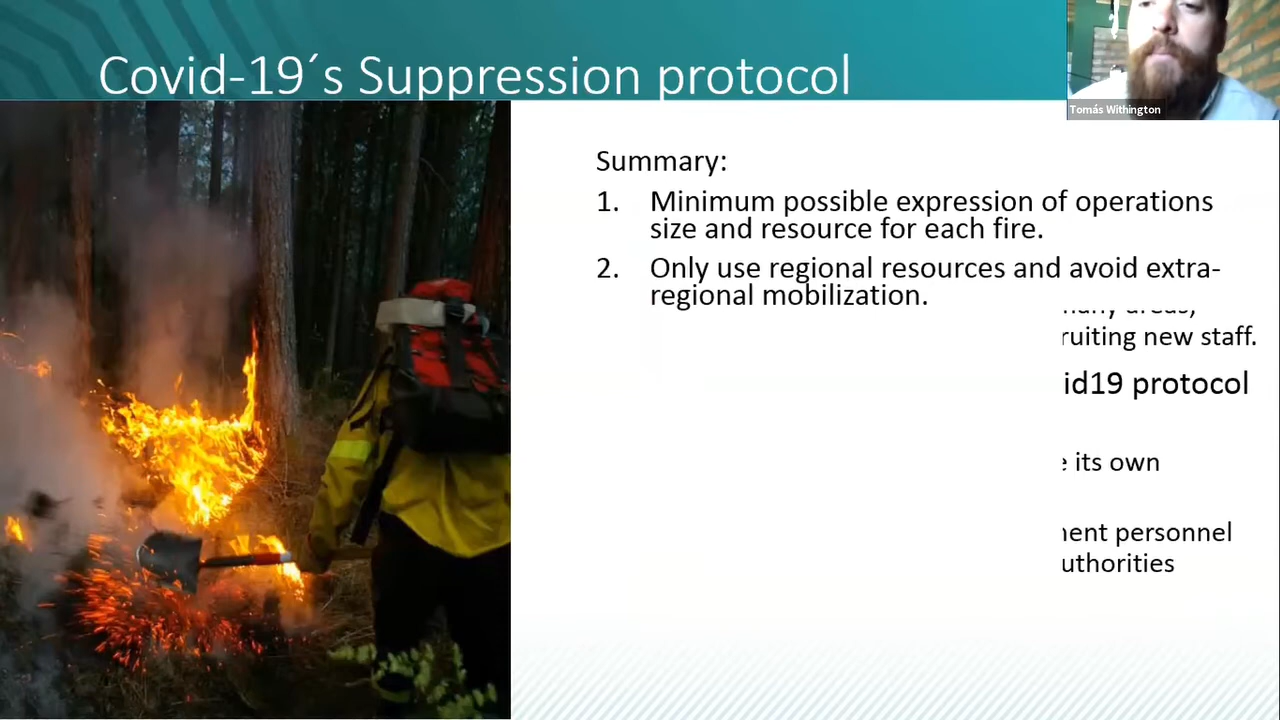 Covid-19´s Suppression protocol
Tomás Withington
Summary:
1. Minimum possible expression of operations
size and resource for each fire.
2. Only use regional resources and avoid extra-
regional mobilization.
areas,
ruiting new staff.
id19 protocol
its own
ent personnel
uthorities